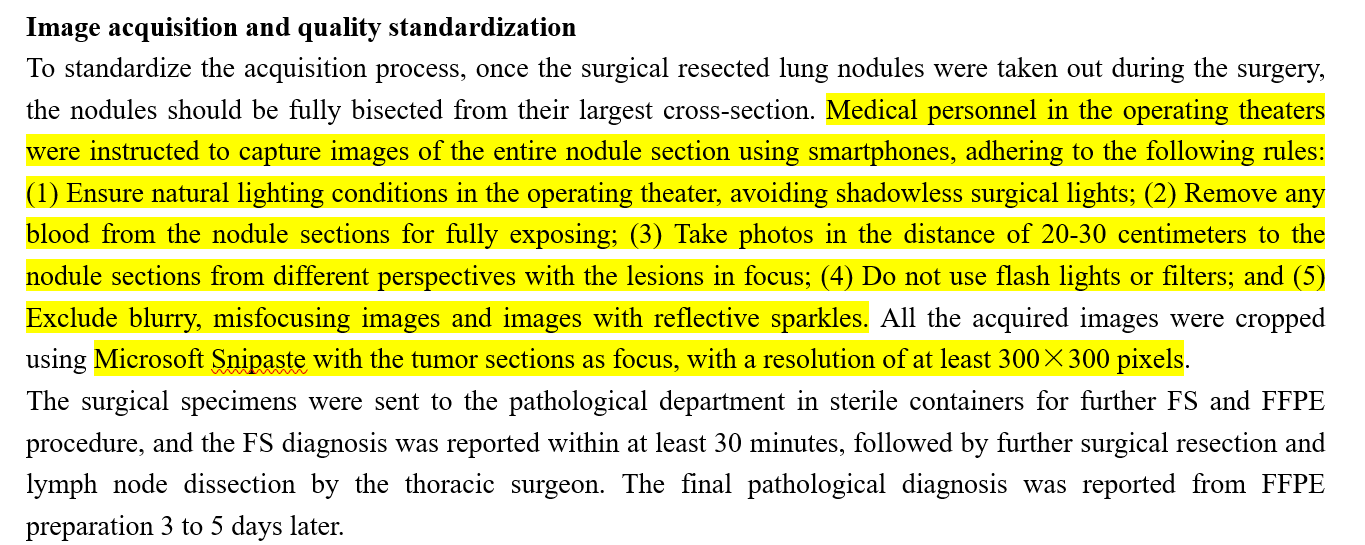 Image acquisition and quality standardization
To standardize the acquisition process, once the surgical resected lung nodules were taken out during the surgery,
the nodules should be fully bisected from their largest cross-section. Medical personnel in the operating theaters
were instructed to capture images of the entire nodule section using smartphones, adhering to the following rules:
(1) Ensure natural lighting conditions in the operating theater, avoiding shadowless surgical lights; (2) Remove any
blood from the nodule sections for fully exposing; (3) Take photos in the distance of 20-30 centimeters to the
nodule sections from different perspectives with the lesions in focus; (4) Do not use flash lights or filters; and (5)
Exclude blurry, misfocusing images and images with reflective sparkles. All the acquired images were cropped
using Microsoft Snipaste with the tumor sections as focus, with a resolution of at least 300×300 pixels.
The surgical specimens were sent to the pathological department in sterile containers for further FS and FFPE
procedure, and the FS diagnosis was reported within at least 30 minutes, followed by further surgical resection and
lymph node dissection by the thoracic surgeon. The final pathological diagnosis was reported from FFPE
preparation 3 to 5 days later.